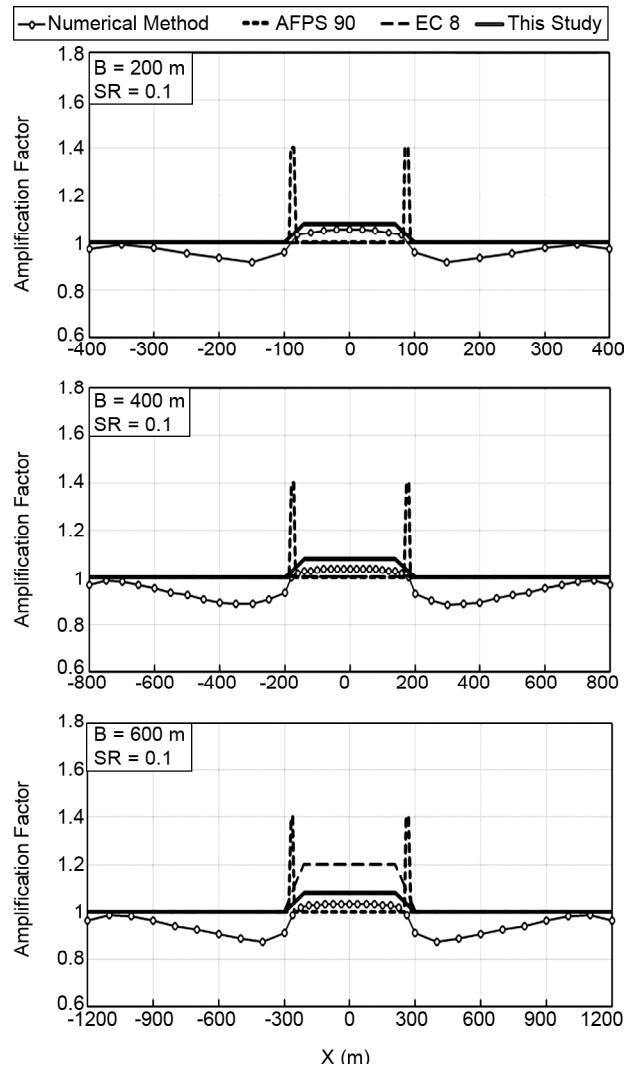 Numerical Method AFPS 90 EC 8 This Study
B = 200 m
SR = 0.1
Amplification Factor
1.8
1.6
1.4
1.2
1
0.8
0.6
-400 -300 -200 -100 0 100 200 300 400
B = 400 m
SR = 0.1
Amplification Factor
1.8
1.6
1.4
1.2
1
0.8
0.6
-800 -600 -400 -200 0 200 400 600 800
B = 600 m
SR = 0.1
Amplification Factor
1.8
1.6
1.4
1.2
1
0.8
0.6
-1200 -900 -600 -300 0 300 600 900 1200
X (m)